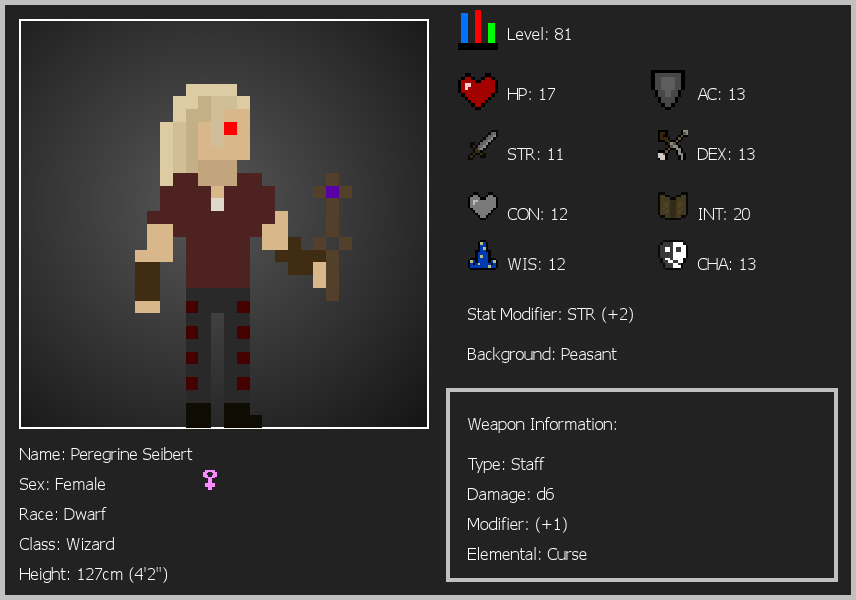 Level: 81
HP: 17
AC: 13
STR: 11
DEX: 13
CON: 12
INT: 20
WIS: 12
CHA: 13
Stat Modifier: STR (+2)
Background: Peasant
Weapon Information:
Type: Staff
Damage: d6
Modifier: (+1)
Elemental: Curse
Name: Peregrine Seibert
Sex: Female
Race: Dwarf
Class: Wizard
Height: 127cm (4'2")